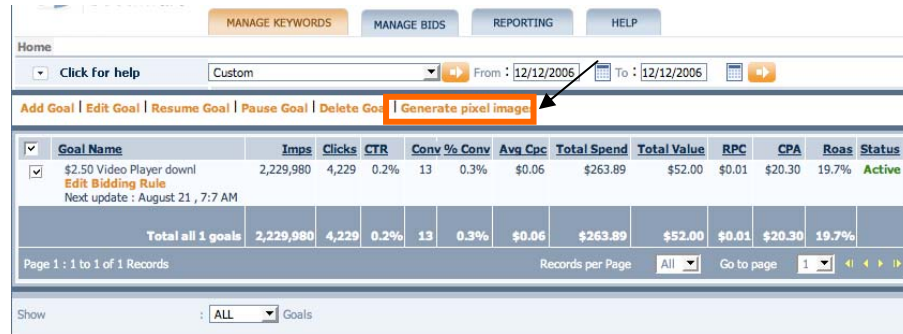 MANAGE KEYWORDS MANAGE BIDS REPORTING HELP
Home
Click for help Custom From : 12/12/2006 To : 12/12/2006
Add Goal | Edit Goal | Resume Goal | Pause Goal | Delete Goal | Generate pixel images
Goal Name Imps Clicks CTR Conv % Conv Avg Cpc Total Spend Total Value RPC CPA Roas Status
$2.50 Video Player downl 2,229,980 4,229 0.2% 13 0.3% $0.06 $263.89 $52.00 $0.01 $20.30 19.7% Active
Edit Bidding Rule
Next update : August 21 , 7:7 AM
Total all 1 goals 2,229,980 4,229 0.2% 13 0.3% $0.06 $263.89 $52.00 $0.01 $20.30 19.7%
Page 1 : 1 to 1 of 1 Records Records per Page All Go to page 1
Show : ALL Goals